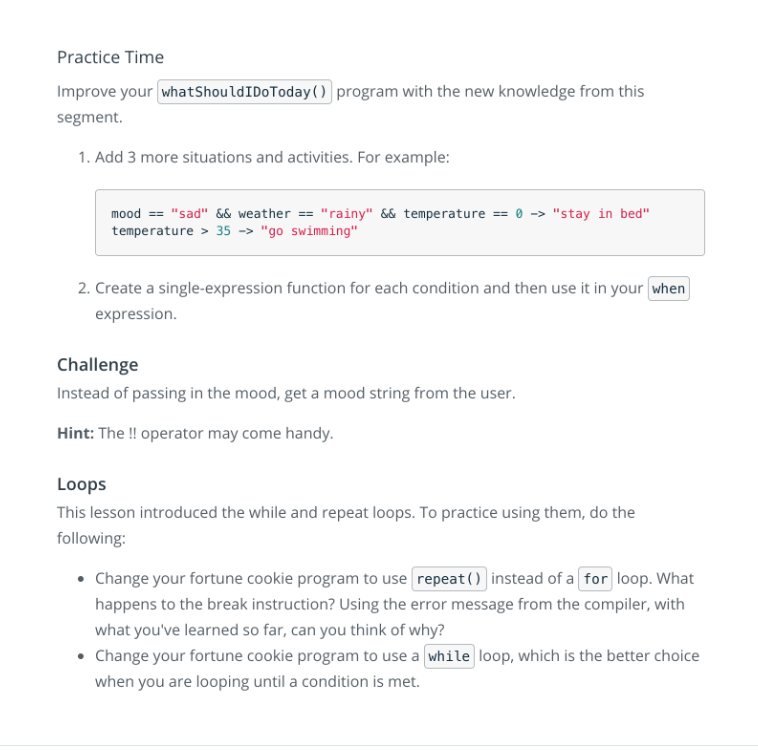 Practice Time
Improve your whatShouldIDoToday() program with the new knowledge from this
segment.
1. Add 3 more situations and activities. For example:
mood == "sad" && weather == "rainy" && temperature == 0 -> "stay in bed"
temperature > 35 -> "go swimming"
2. Create a single-expression function for each condition and then use it in your when
expression.
Challenge
Instead of passing in the mood, get a mood string from the user.
Hint: The !! operator may come handy.
Loops
This lesson introduced the while and repeat loops. To practice using them, do the
following:
• Change your fortune cookie program to use repeat() instead of a for loop. What
happens to the break instruction? Using the error message from the compiler, with
what you've learned so far, can you think of why?
• Change your fortune cookie program to use a while loop, which is the better choice
when you are looping until a condition is met.